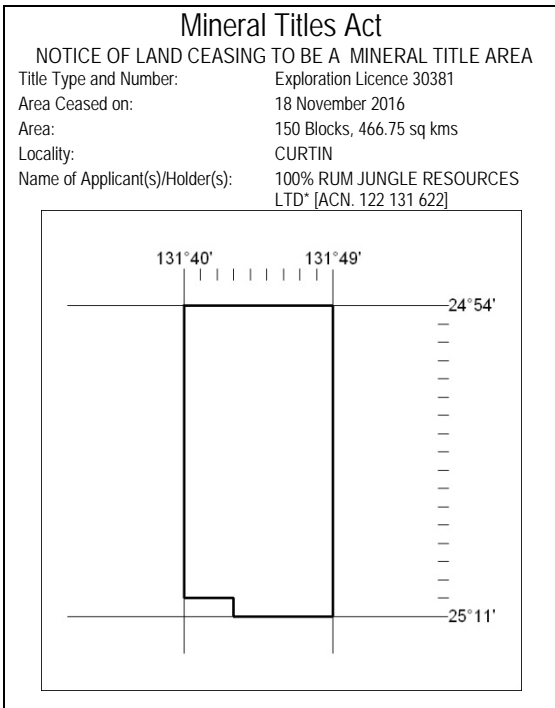 Mineral Titles Act
NOTICE OF LAND CEASING TO BE A MINERAL TITLE AREA
Title Type and Number: Exploration Licence 30381
Area Ceased on: 18 November 2016
Area: 150 Blocks, 466.75 sq kms
Locality: CURTIN
Name of Applicant(s)/Holder(s): 100% RUM JUNGLE RESOURCES
LTD* [ACN. 122 131 622]
131°40' 131°49'
24°54'
25°11'